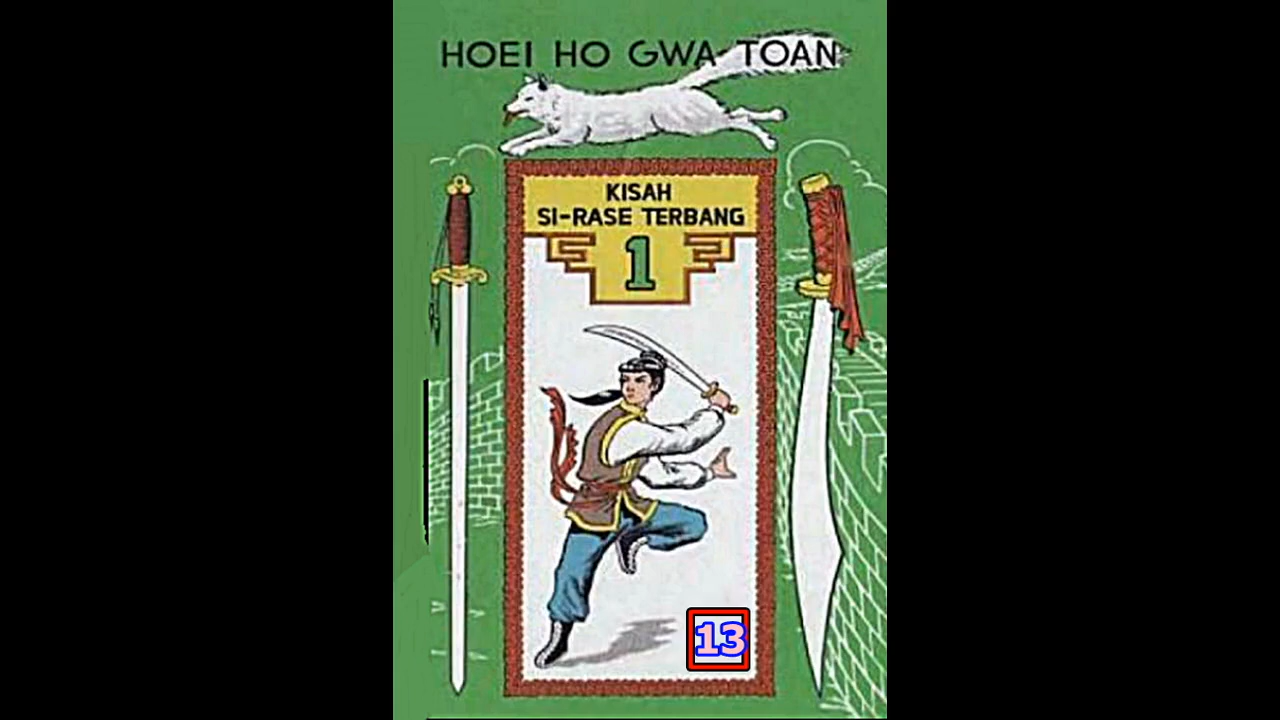 HOEI HO GWA TOAN
KISAH
SI-RASE TERBANG
1
13